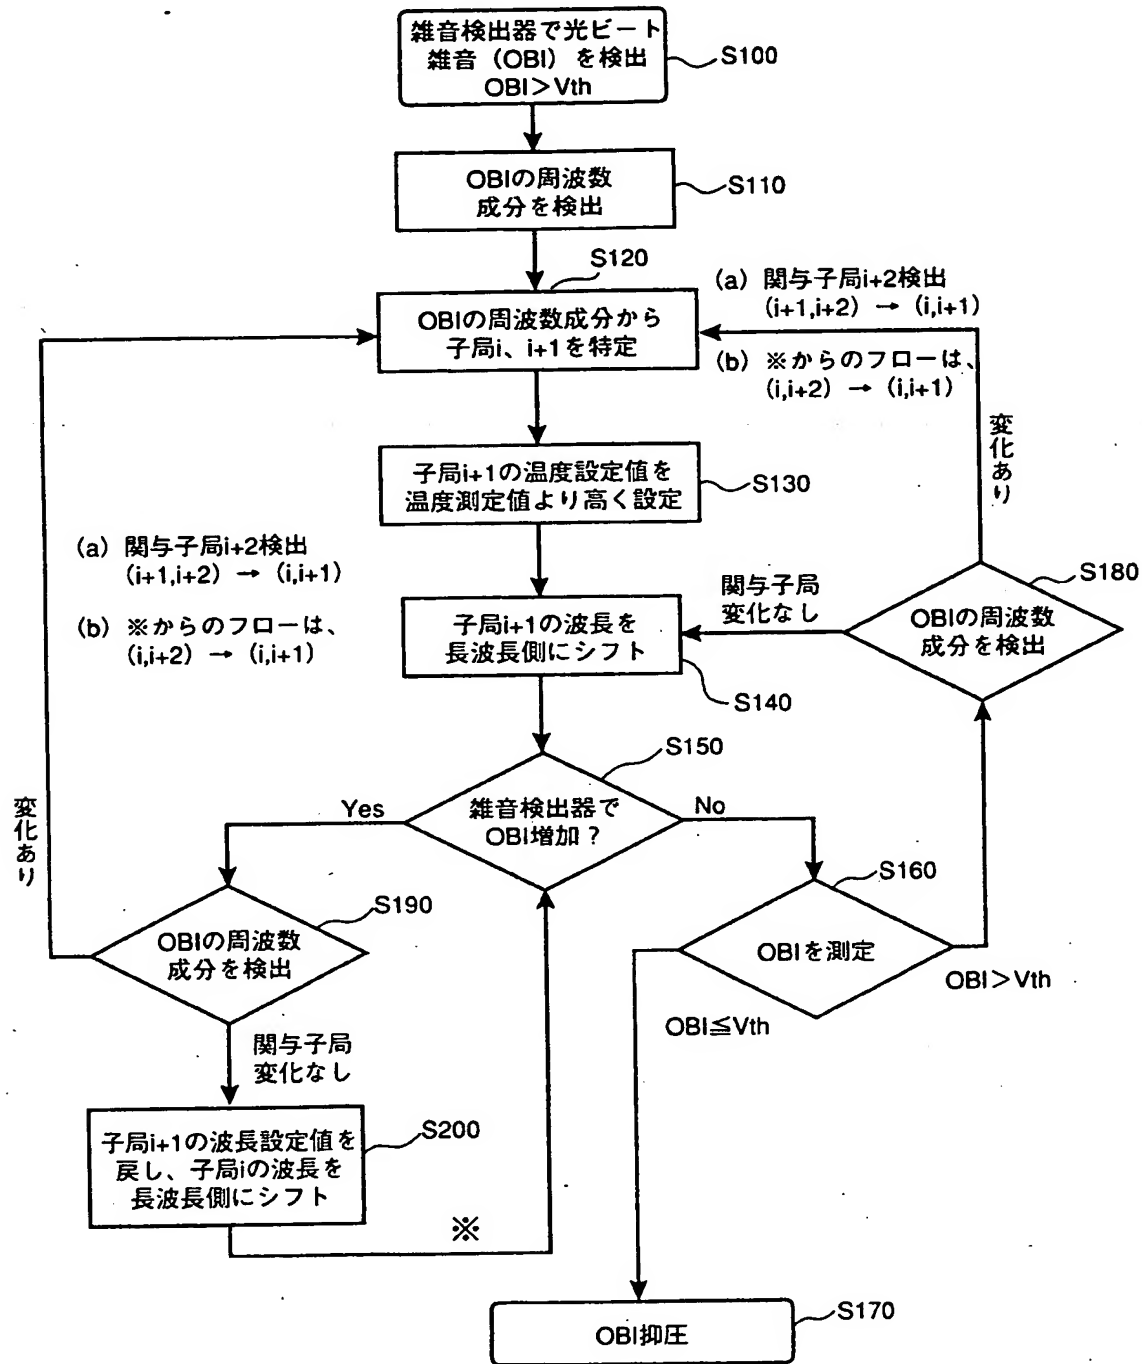 雑音検出器で光ビート
雑音（OBI）を検出
OBI＞Vth
S100
OBIの周波数
成分を検出
S110
S120
OBIの周波数成分から
子局i、i+1を特定
(a) 関与子局i+2検出
(i+1,i+2) → (i,i+1)
(b) ※からのフローは、
(i,i+2) → (i,i+1)
変化あり
子局i+1の温度設定値を
温度測定値より高く設定
S130
(a) 関与子局i+2検出
(i+1,i+2) → (i,i+1)
(b) ※からのフローは、
(i,i+2) → (i,i+1)
子局i+1の波長を
長波長側にシフト
S140
関与子局
変化なし
OBIの周波数
成分を検出
S180
S150
雑音検出器で
OBI増加？
Yes
No
変化あり
S160
OBIを測定
OBI＞Vth
OBI≦Vth
S190
OBIの周波数
成分を検出
関与子局
変化なし
子局i+1の波長設定値を
戻し、子局iの波長を
長波長側にシフト
S200
※
OBI抑圧
S170